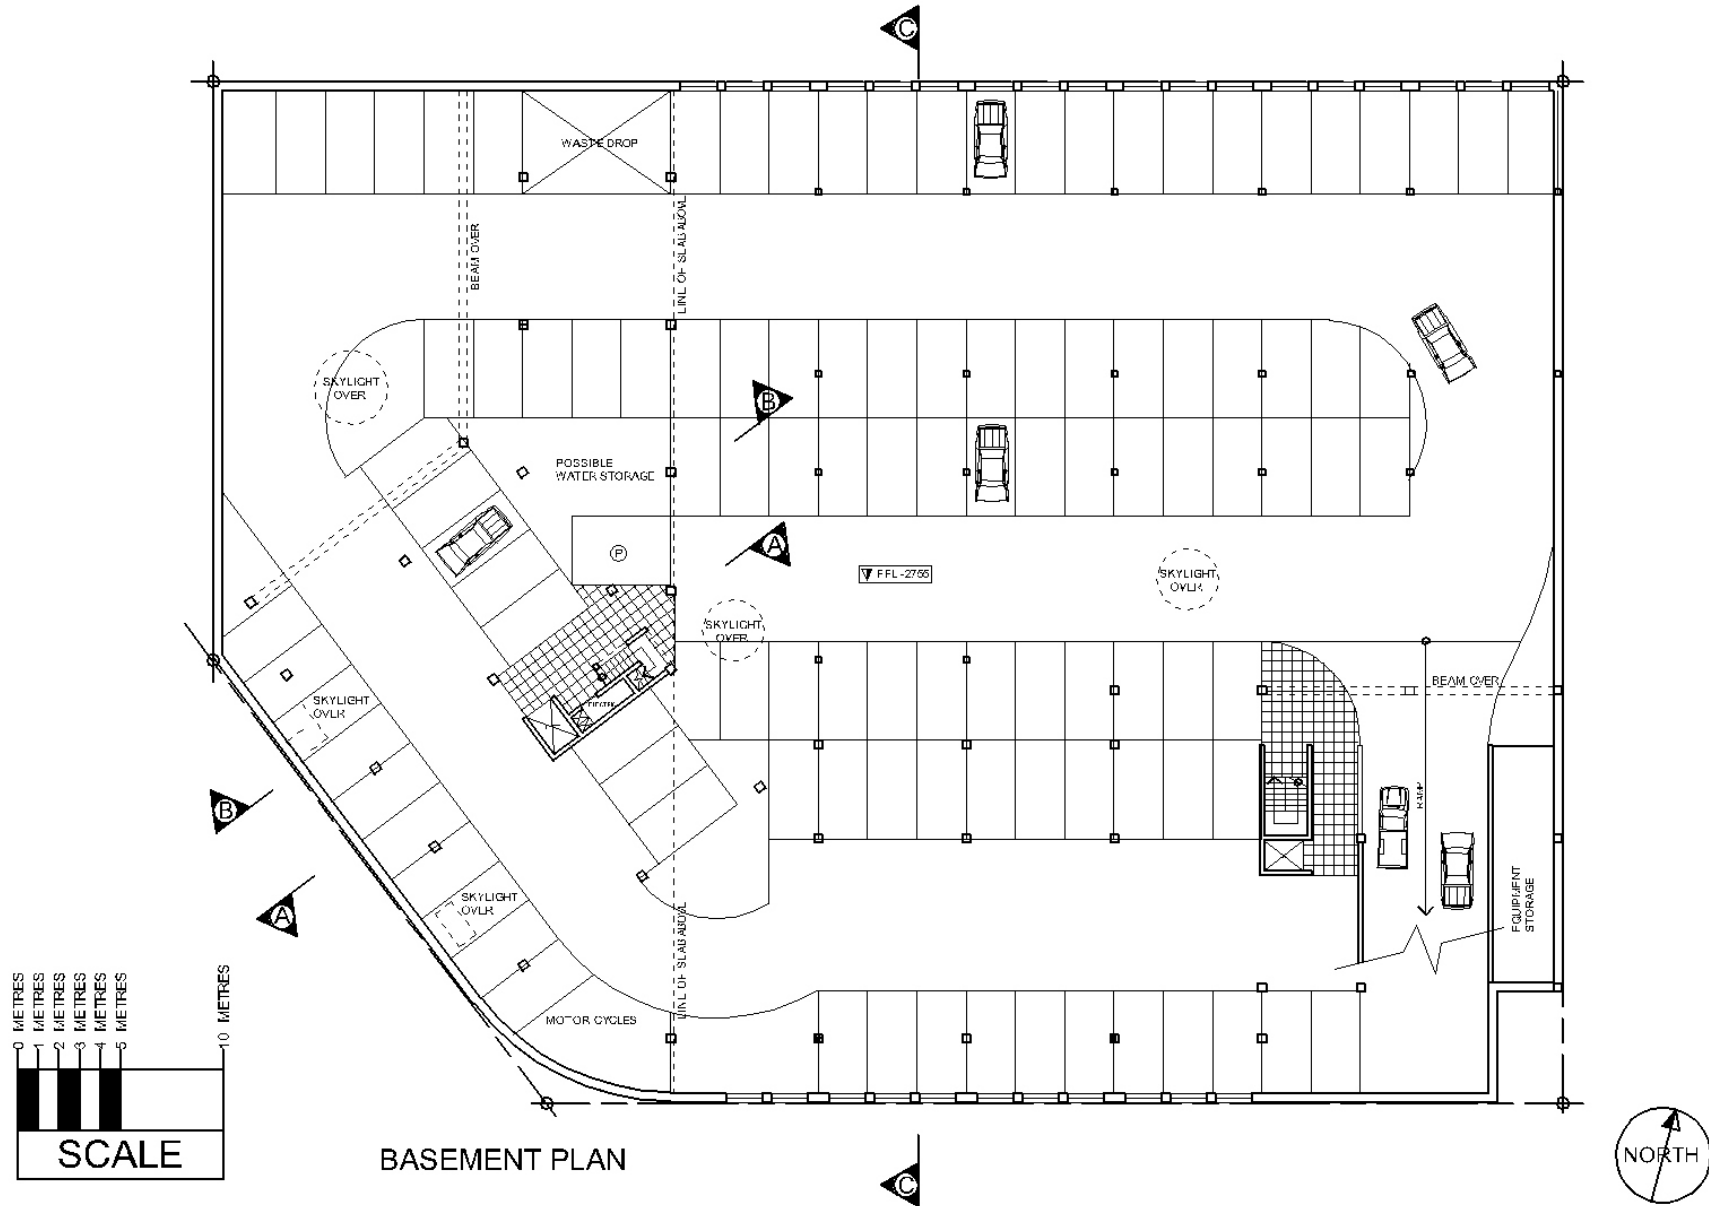 C
WASTE DROP
BEAM OVER
LINE OF SLAB ABOVE
SKYLIGHT
OVER
B
POSSIBLE
WATER STORAGE
A
P
FFL -2755
SKYLIGHT
OVER
SKYLIGHT
OVER
BEAM OVER
SKYLIGHT
OVER
RAMP
B
SKYLIGHT
OVER
EQUIPMENT
STORAGE
A
LINE OF SLAB ABOVE
MOTOR CYCLES
0 METRES
1 METRES
2 METRES
3 METRES
4 METRES
5 METRES
10 METRES
SCALE
BASEMENT PLAN
C
NORTH